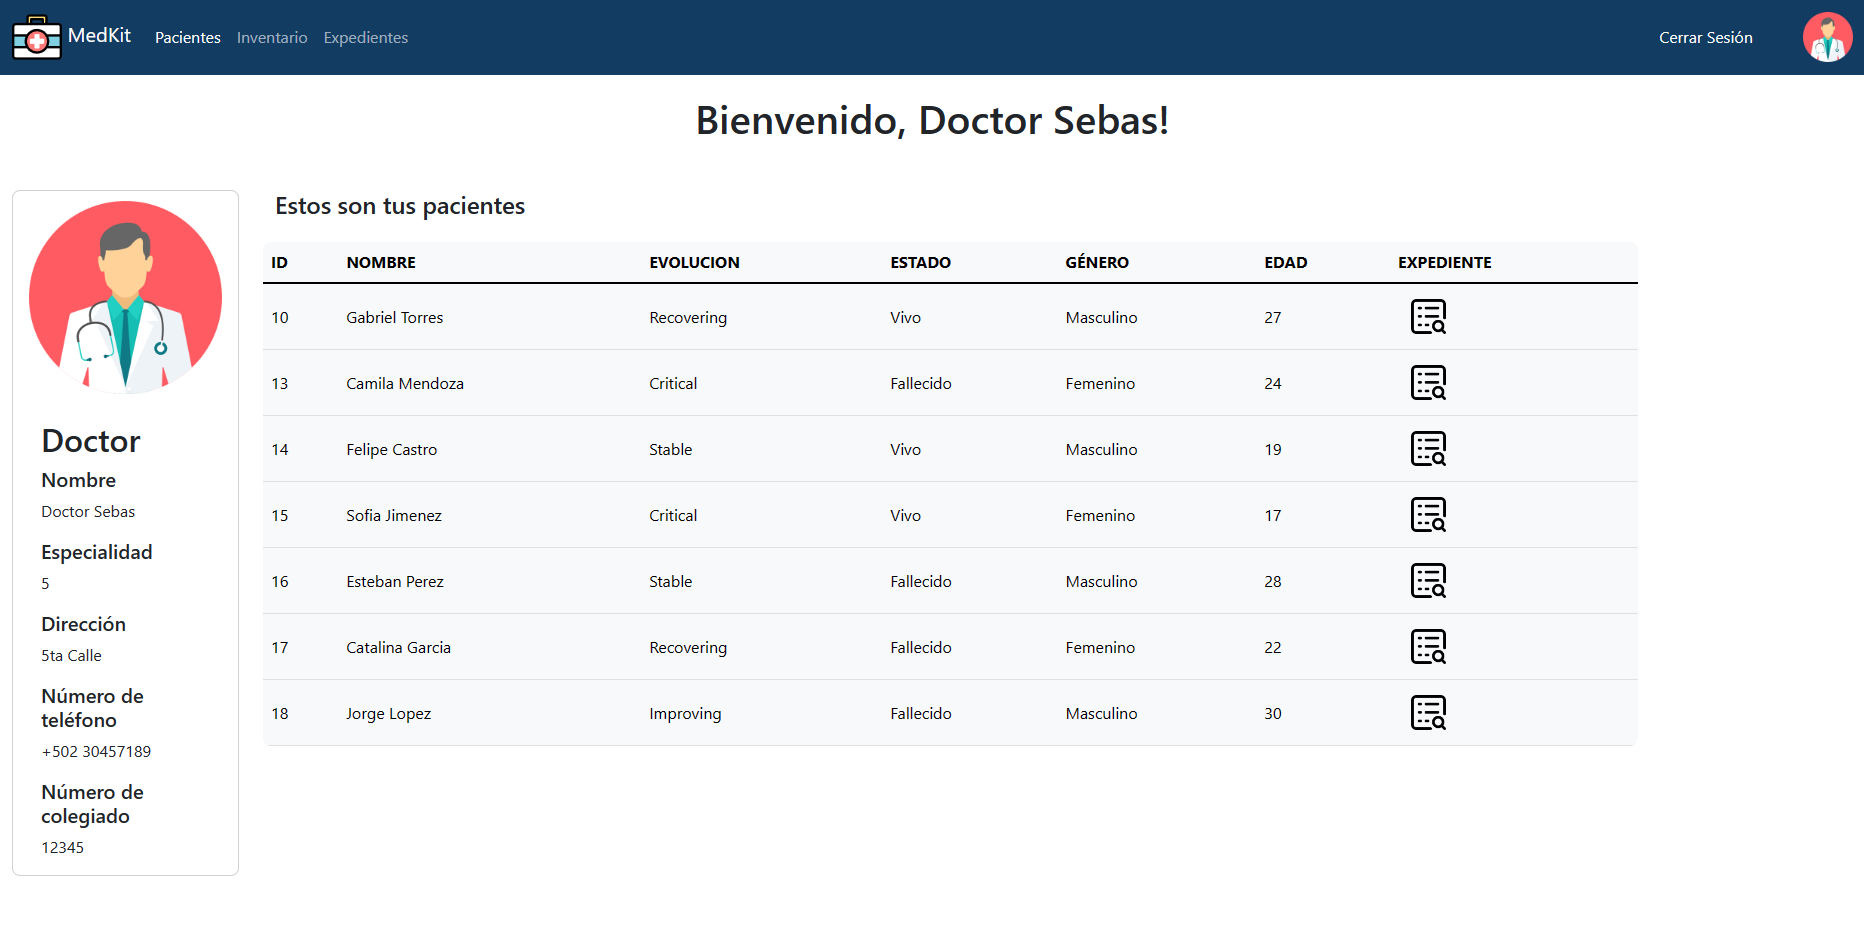 MedKit Pacientes Inventario Expedientes Cerrar Sesión
Bienvenido, Doctor Sebas!
Estos son tus pacientes
ID NOMBRE EVOLUCION ESTADO GÉNERO EDAD EXPEDIENTE
10 Gabriel Torres Recovering Vivo Masculino 27
13 Camila Mendoza Critical Fallecido Femenino 24
14 Felipe Castro Stable Vivo Masculino 19
15 Sofia Jimenez Critical Vivo Femenino 17
16 Esteban Perez Stable Fallecido Masculino 28
17 Catalina Garcia Recovering Fallecido Femenino 22
18 Jorge Lopez Improving Fallecido Masculino 30
Doctor
Nombre
Doctor Sebas
Especialidad
5
Dirección
5ta Calle
Número de
teléfono
+502 30457189
Número de
colegiado
12345